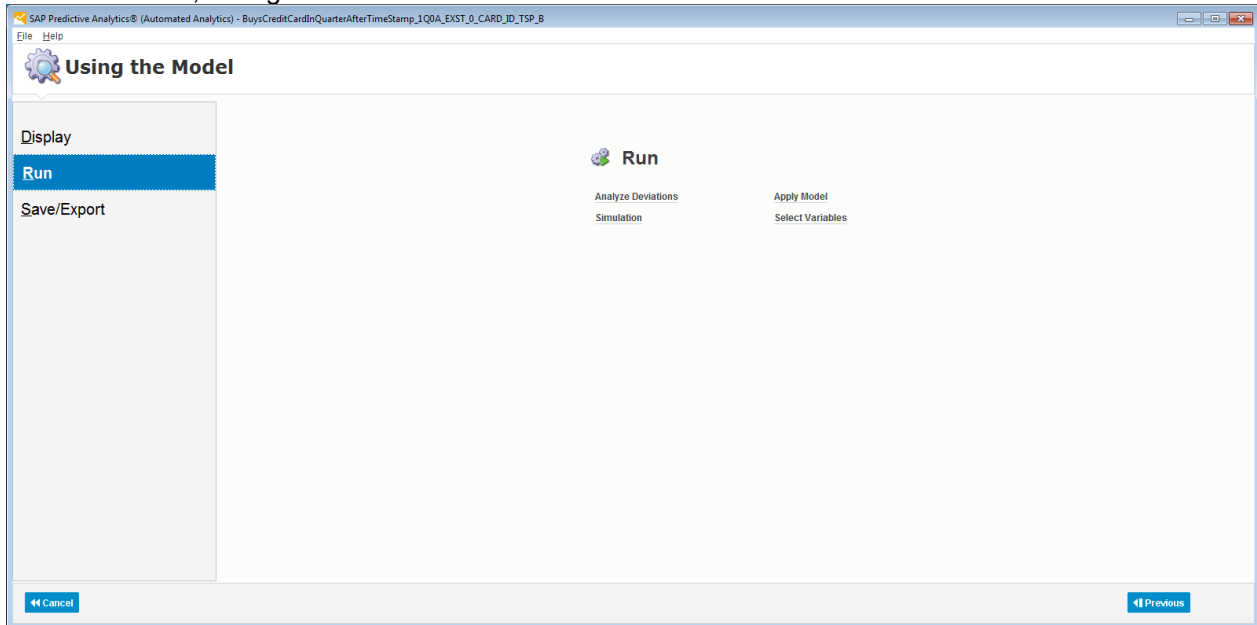 SAP Predictive Analytics® (Automated Analytics) - BuysCreditCardInQuarterAfterTimeStamp_1Q0A_EXST_0_CARD_ID_TSP_B
File Help
Using the Model
Display
Run
Save/Export
Run
Analyze Deviations Apply Model
Simulation Select Variables
Cancel Previous